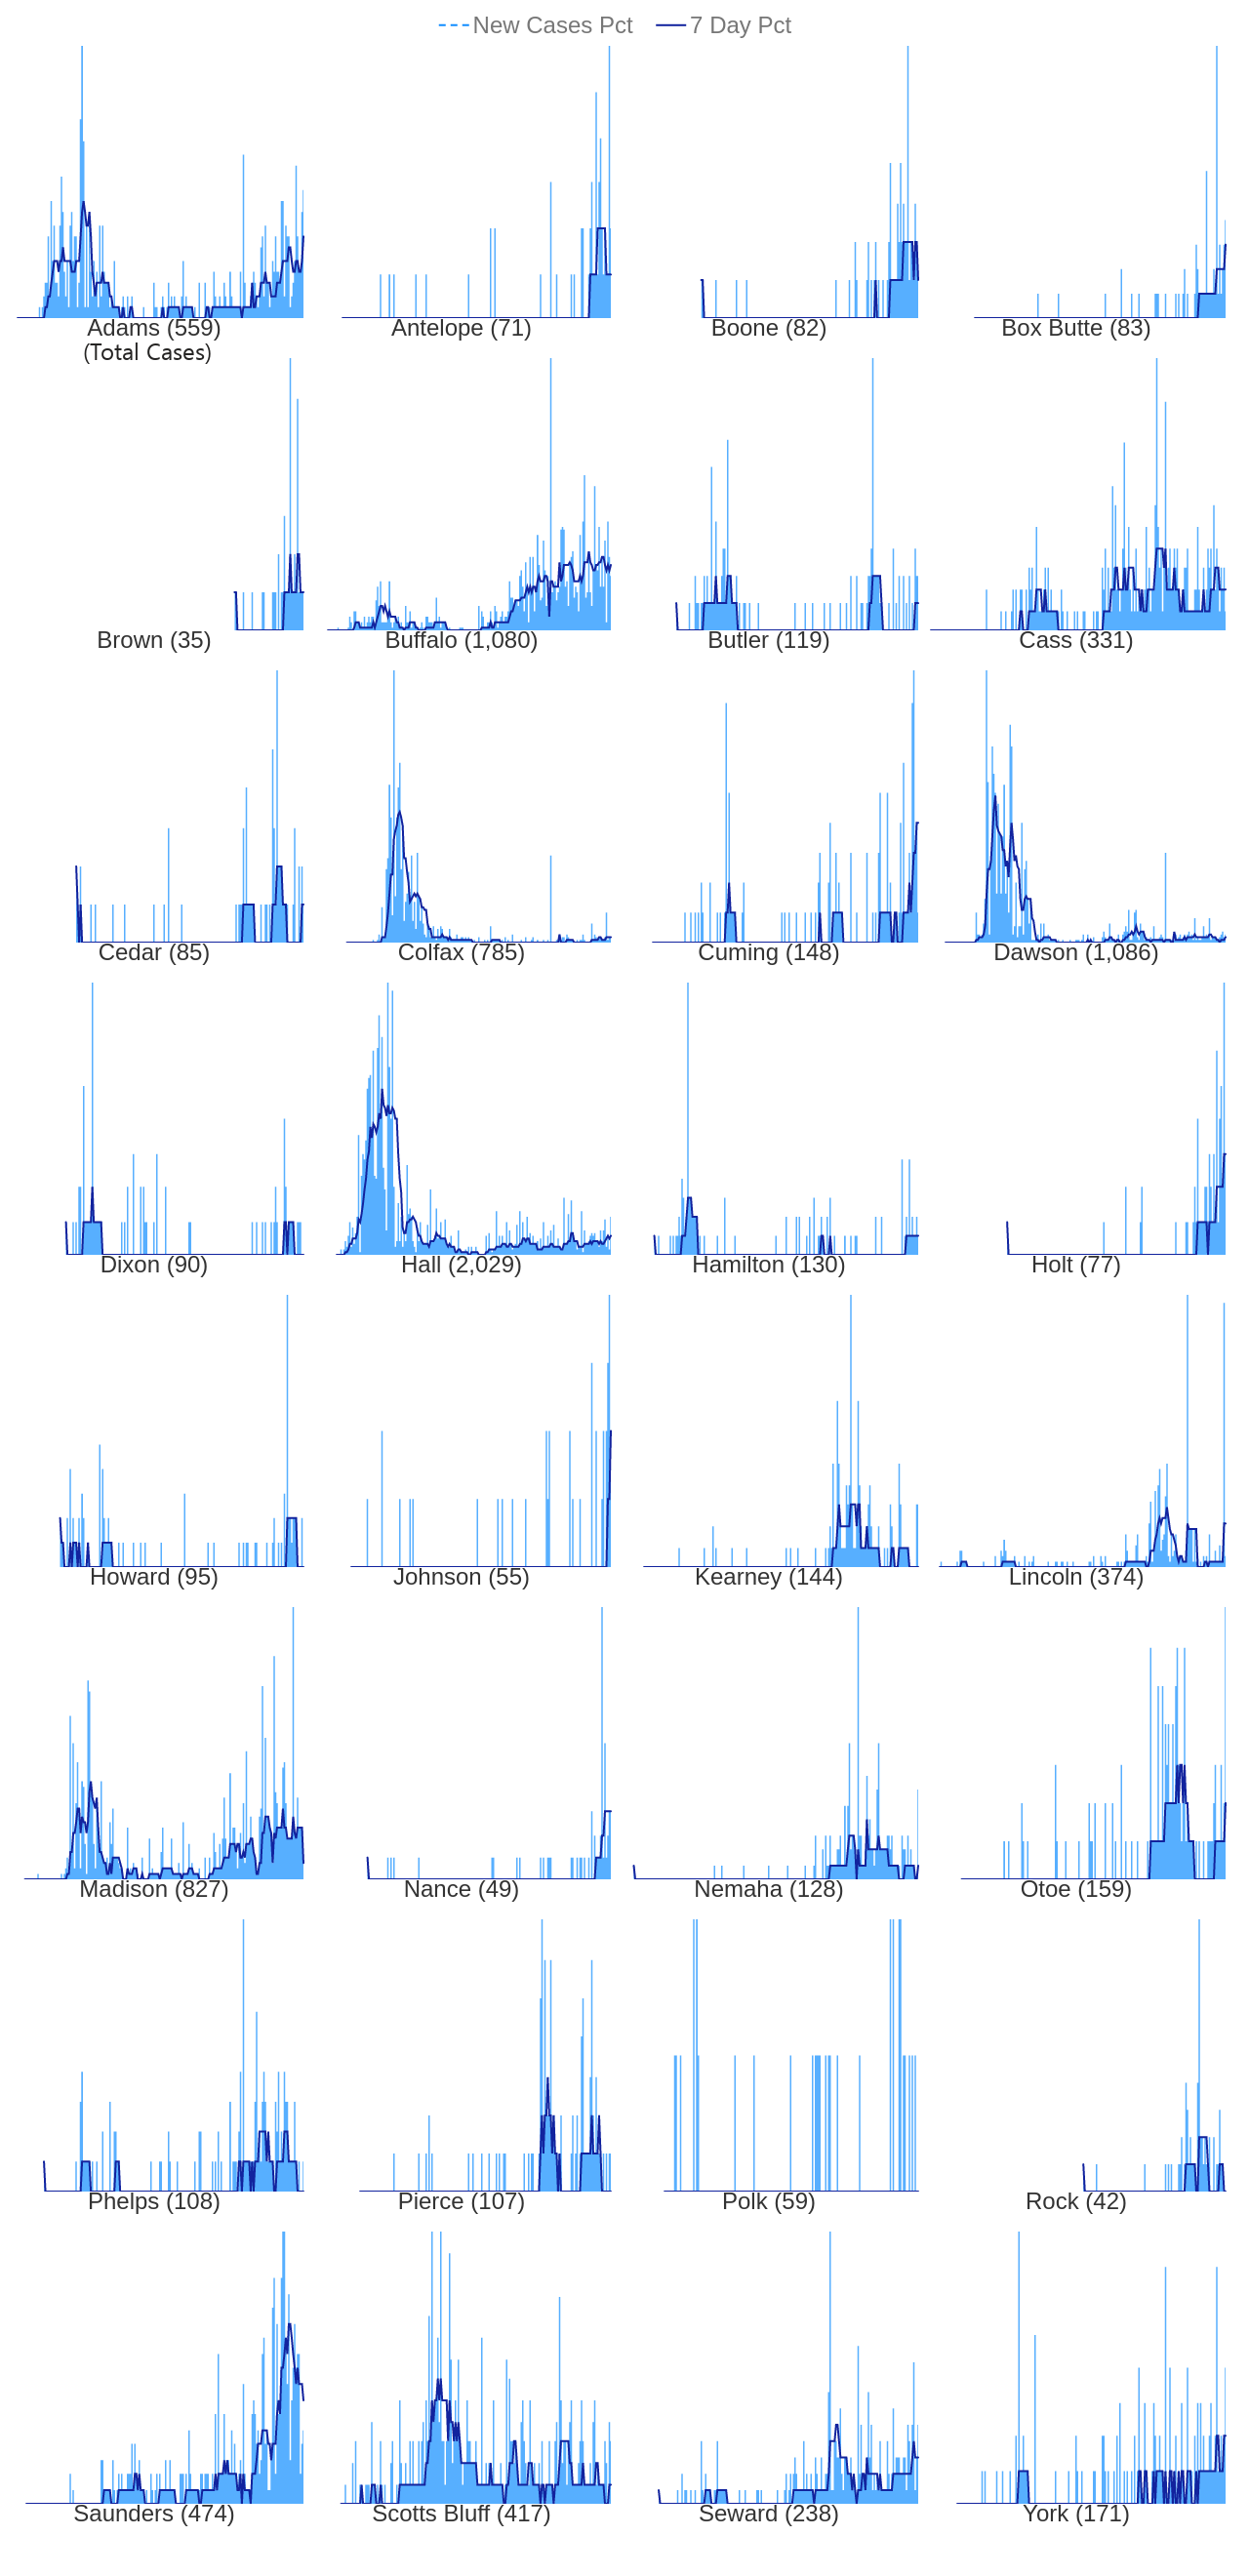 New Cases Pct 7 Day Pct
Adams (559) Antelope (71) Boone (82) Box Butte (83)
(Total Cases)
Brown (35) Buffalo (1,080) Butler (119) Cass (331)
Cedar (85) Colfax (785) Cuming (148) Dawson (1,086)
Dixon (90) Hall (2,029) Hamilton (130) Holt (77)
Howard (95) Johnson (55) Kearney (144) Lincoln (374)
Madison (827) Nance (49) Nemaha (128) Otoe (159)
Phelps (108) Pierce (107) Polk (59) Rock (42)
Saunders (474) Scotts Bluff (417) Seward (238) York (171)